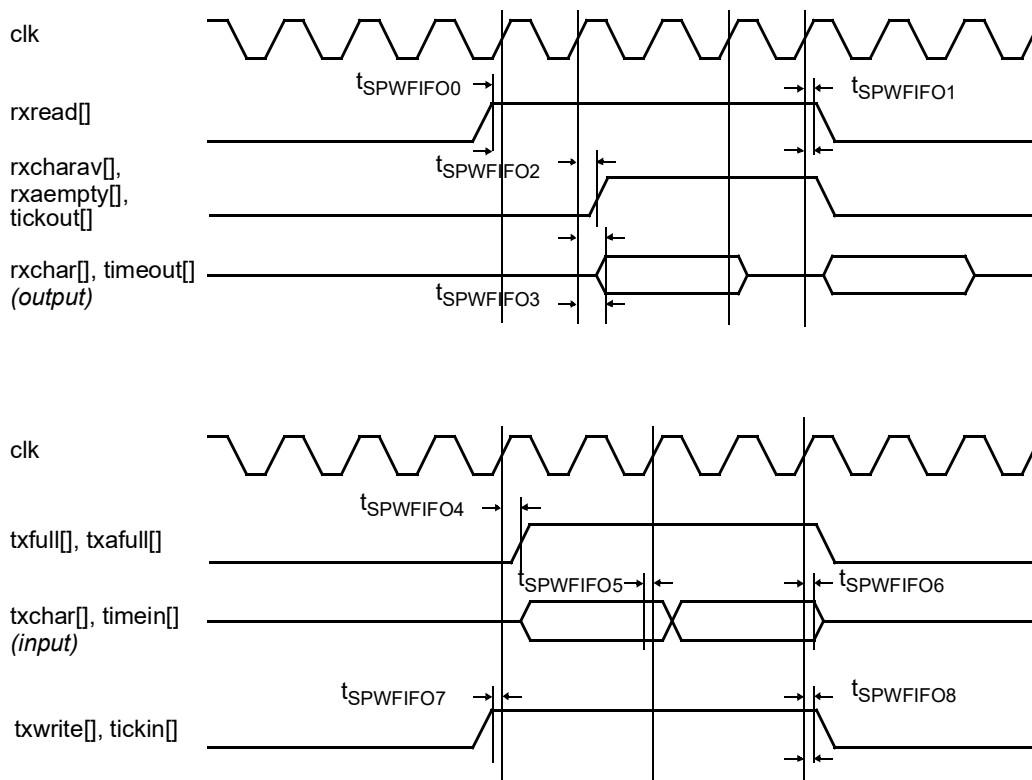 clk
tSPWFIFO0
tSPWFIFO1
rxread[]
tSPWFIFO2
rxcharav[],
rxaempty[],
tickout[]
rxchar[], timeout[]
(output)
tSPWFIFO3
clk
tSPWFIFO4
txfull[], txafull[]
tSPWFIFO5
tSPWFIFO6
txchar[], timein[]
(input)
tSPWFIFO7
tSPWFIFO8
txwrite[], tickin[]